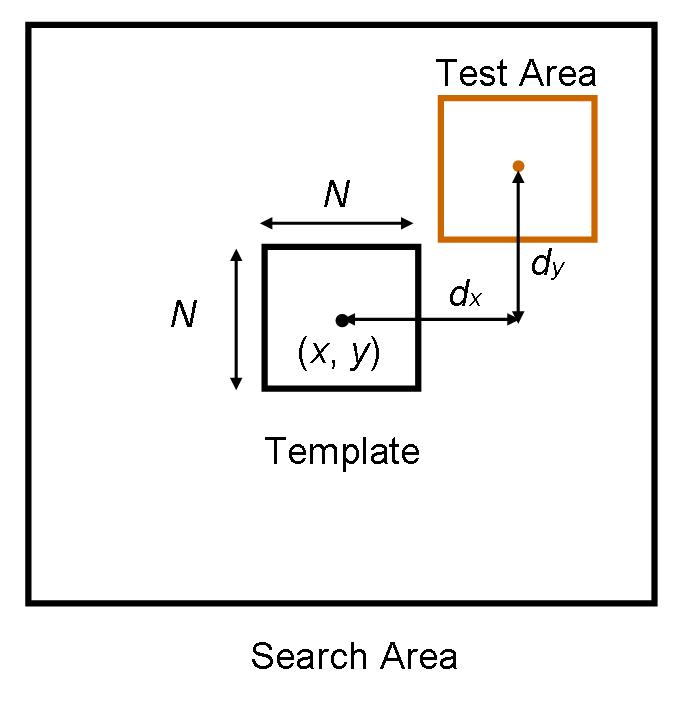 Test Area
N
N
dy
dx
(x, y)
Template
Search Area